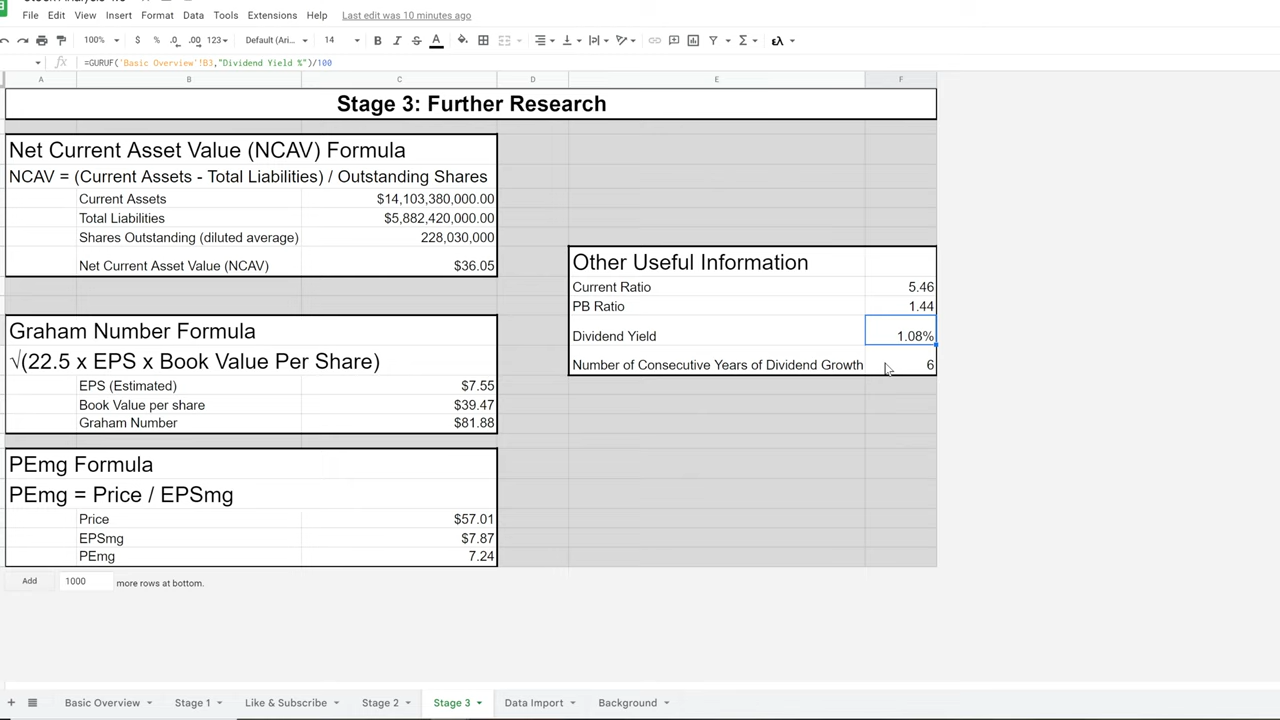 File Edit View Insert Format Data Tools Extensions Help Last edit was 10 minutes ago
100% $ % .0 .00 123 Default (Ari... 14 B I S A
fx =GURUF('Basic Overview'!B3,"Dividend Yield %")/100
A B C D E F
Stage 3: Further Research
Net Current Asset Value (NCAV) Formula
NCAV = (Current Assets - Total Liabilities) / Outstanding Shares
Current Assets $14,103,380,000.00
Total Liabilities $5,882,420,000.00
Shares Outstanding (diluted average) 228,030,000
Net Current Asset Value (NCAV) $36.05
Other Useful Information
Current Ratio 5.46
PB Ratio 1.44
Dividend Yield 1.08%
Number of Consecutive Years of Dividend Growth 6
Graham Number Formula
√(22.5 x EPS x Book Value Per Share)
EPS (Estimated) $7.55
Book Value per share $39.47
Graham Number $81.88
PEmg Formula
PEmg = Price / EPSmg
Price $57.01
EPSmg $7.87
PEmg 7.24
Add 1000 more rows at bottom.
Basic Overview Stage 1 Like & Subscribe Stage 2 Stage 3 Data Import Background